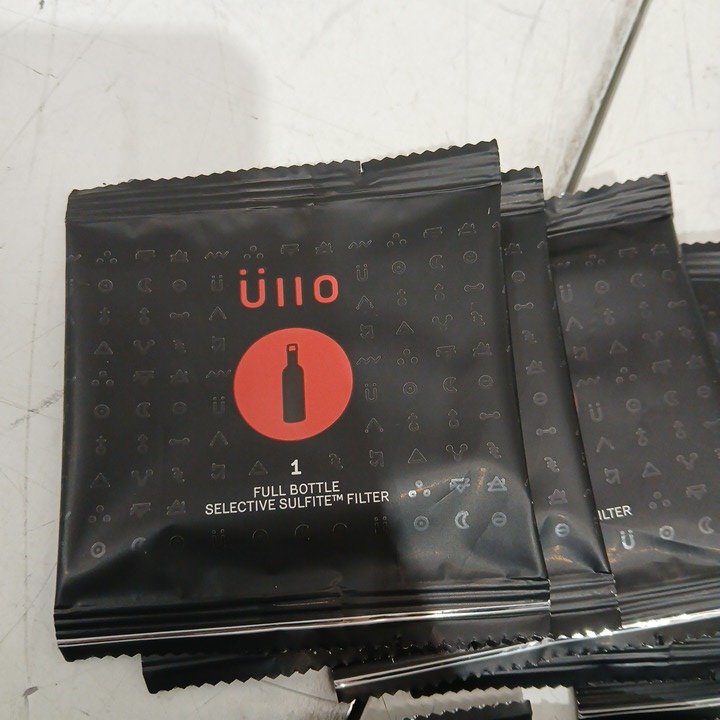 Üllo
1
FULL BOTTLE
SELECTIVE SULFITE™ FILTER
ILTER